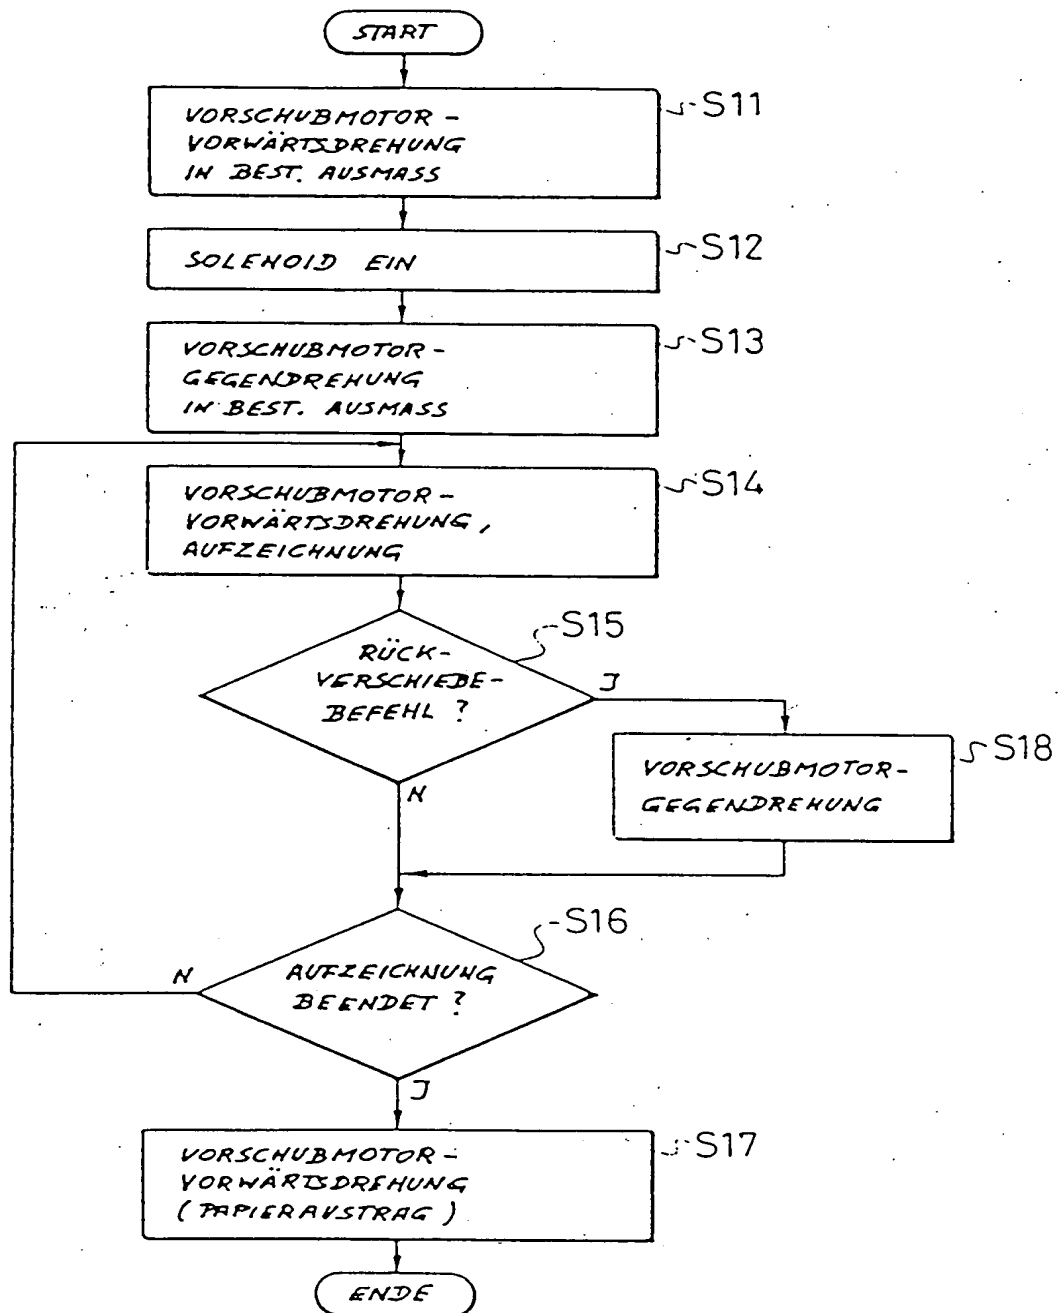 START
VORSCHUBMOTOR-
VORWÄRTSDREHUNG
IN BEST. AUSMASS
S11
SOLENOID EIN
S12
VORSCHUBMOTOR-
GEGENDREHUNG
IN BEST. AUSMASS
S13
VORSCHUBMOTOR-
VORWÄRTSDREHUNG,
AUFZEICHNUNG
S14
RÜCK-
VERSCHIEBE-
BEFEHL ?
S15
J
N
VORSCHUBMOTOR-
GEGENDREHUNG
S18
AUFZEICHNUNG
BEENDET ?
S16
N
J
VORSCHUBMOTOR-
VORWÄRTSDREHUNG
(PAPIERAUSTRAG)
S17
ENDE